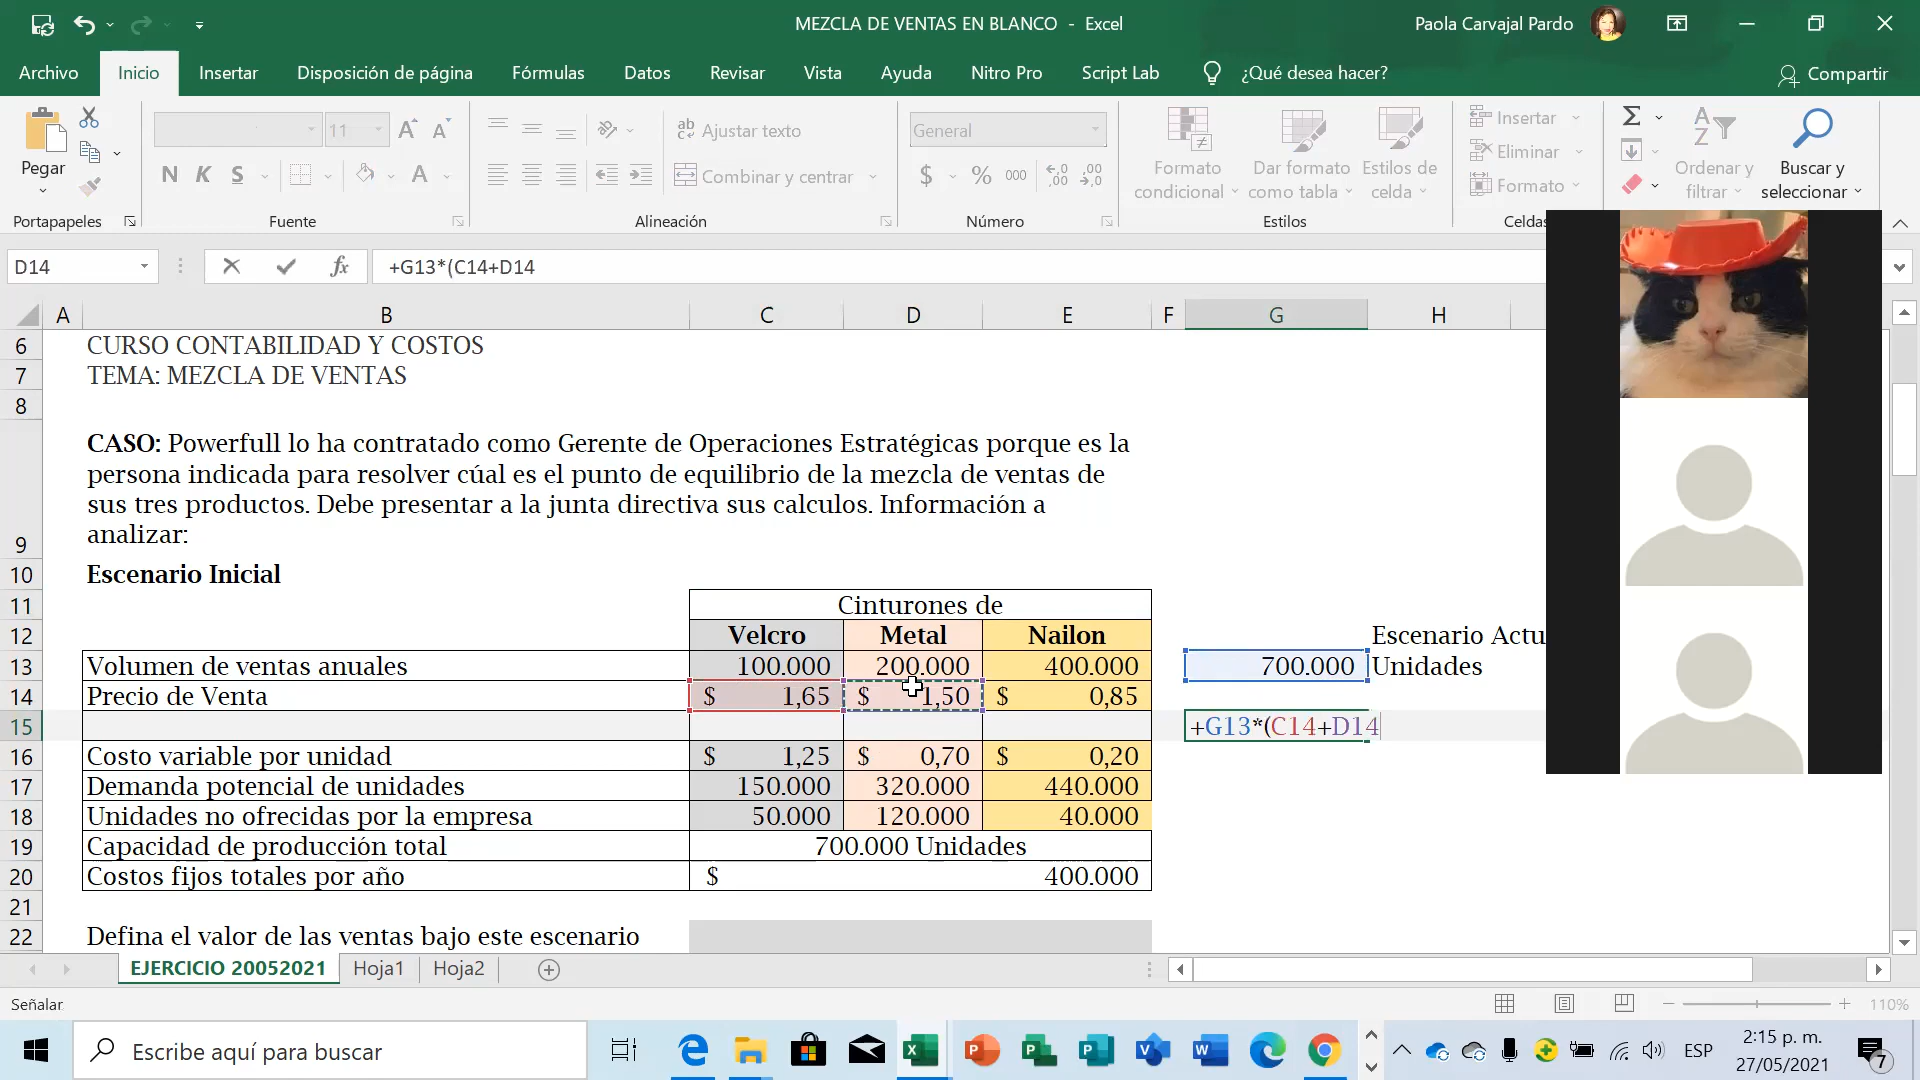 MEZCLA DE VENTAS EN BLANCO - Excel
Paola Carvajal Pardo
Archivo Inicio Insertar Disposición de página Fórmulas Datos Revisar Vista Ayuda Nitro Pro Script Lab ¿Qué desea hacer? Compartir
Pegar
Portapapeles
11
N K S
Fuente
Ajustar texto
Combinar y centrar
Alineación
General
$ % 000
Número
Formato condicional
Dar formato como tabla
Estilos de celda
Estilos
Insertar
Eliminar
Formato
Celdas
Ordenar y filtrar
Buscar y seleccionar
D14
fx
+G13*(C14+D14
A B C D E F G H
6 CURSO CONTABILIDAD Y COSTOS
7 TEMA: MEZCLA DE VENTAS
8
CASO: Powerfull lo ha contratado como Gerente de Operaciones Estratégicas porque es la
persona indicada para resolver cúal es el punto de equilibrio de la mezcla de ventas de
sus tres productos. Debe presentar a la junta directiva sus calculos. Información a
9 analizar:
10 Escenario Inicial
11 Cinturones de
12 Velcro Metal Nailon Escenario Actu
13 Volumen de ventas anuales 100.000 200.000 400.000 700.000 Unidades
14 Precio de Venta $ 1,65 $ 1,50 $ 0,85
15 +G13*(C14+D14
16 Costo variable por unidad $ 1,25 $ 0,70 $ 0,20
17 Demanda potencial de unidades 150.000 320.000 440.000
18 Unidades no ofrecidas por la empresa 50.000 120.000 40.000
19 Capacidad de producción total 700.000 Unidades
20 Costos fijos totales por año $ 400.000
21
22 Defina el valor de las ventas bajo este escenario
EJERCICIO 20052021 Hoja1 Hoja2
Señalar
110%
Escribe aquí para buscar
ESP
2:15 p. m.
27/05/2021
7